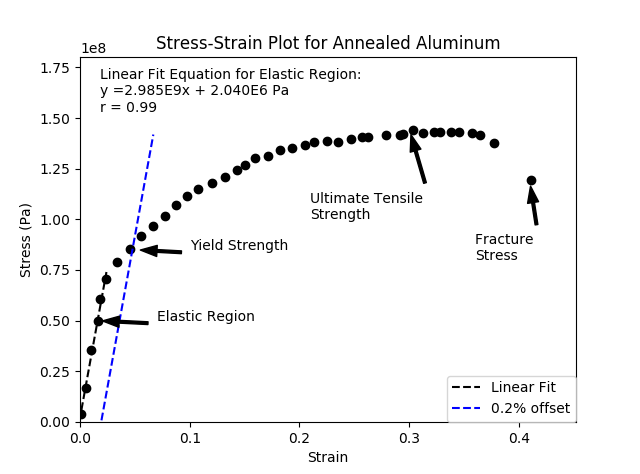 Stress-Strain Plot for Annealed Aluminum
1e8
Linear Fit Equation for Elastic Region:
y =2.985E9x + 2.040E6 Pa
r = 0.99
1.75
1.50
1.25
1.00
0.75
0.50
0.25
0.00
Stress (Pa)
Ultimate Tensile
Strength
Yield Strength
Fracture
Stress
Elastic Region
Linear Fit
0.2% offset
0.0
0.1
0.2
0.3
0.4
Strain